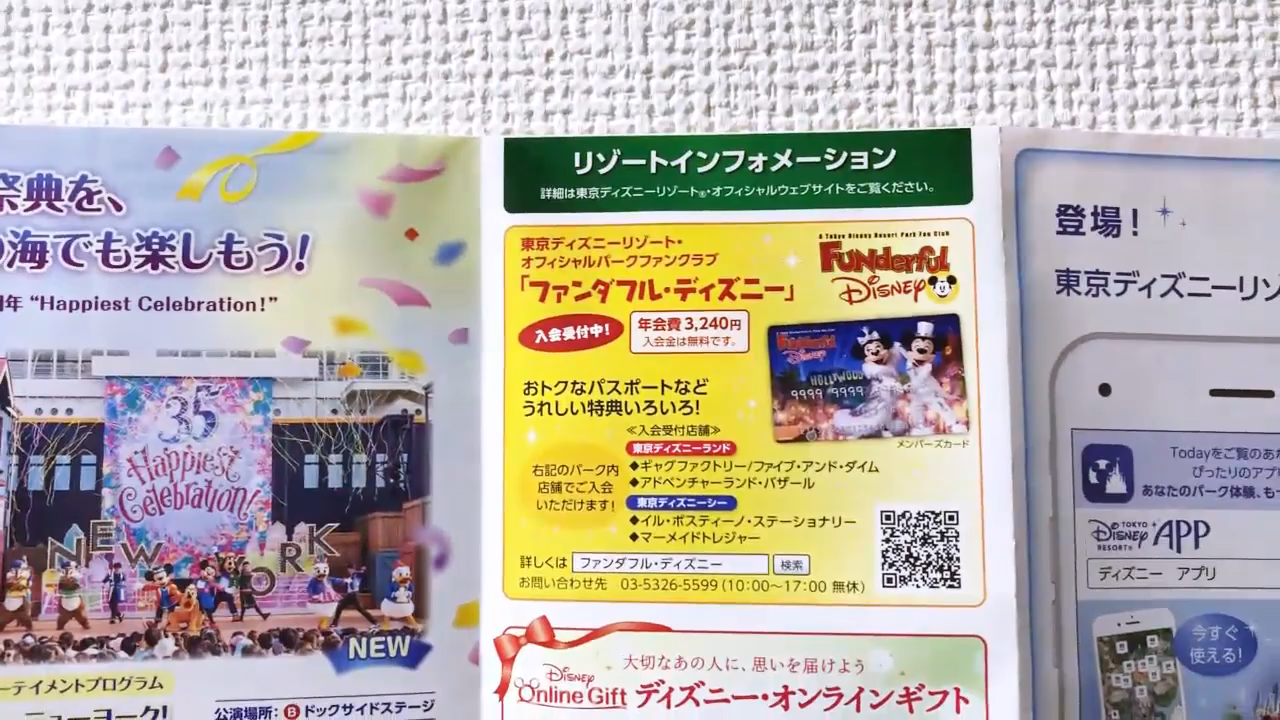 祭典を、
の海でも楽しもう!
周年 “Happiest Celebration!”
35
Happiest
Celebration!
NEW
ORK
NEW
ーテイメントプログラム
ニューヨーク!
公演場所: B ドックサイドステージ
リゾートインフォメーション
詳細は東京ディズニーリゾート®・オフィシャルウェブサイトをご覧ください。
東京ディズニーリゾート・
オフィシャルパークファンクラブ
「ファンダフル・ディズニー」
A Tokyo Disney Resort Park Fan Club
FUNderful
Disney
入会受付中!
年会費3,240円
入会金は無料です。
FUNderful
Disney
HOLLYWOOD
9999 9999
メンバーズカード
おトクなパスポートなど
うれしい特典いろいろ!
≪入会受付店舗≫
東京ディズニーランド
◆ギャグファクトリー/ファイブ・アンド・ダイム
◆アドベンチャーランド・バザール
右記のパーク内
店舗でご入会
いただけます!
東京ディズニーシー
◆イル・ポスティーノ・ステーショナリー
◆マーメイドトレジャー
詳しくは ファンダフル・ディズニー 検索
お問い合わせ先 03-5326-5599(10:00~17:00 無休)
大切なあの人に、思いを届けよう
Disney
Online Gift ディズニー・オンラインギフト
登場!
東京ディズニーリゾ
Todayをご覧のあ
ぴったりのアプ
あなたのパーク体験、も
TOKYO
Disney
RESORT® APP
ディズニー アプリ
今すぐ
使える!